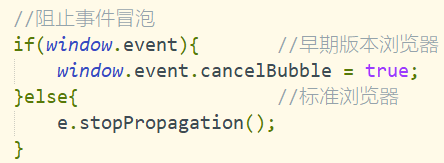 //阻止事件冒泡
if(window.event){ //早期版本浏览器
window.event.cancelBubble = true;
}else{ //标准浏览器
e.stopPropagation();
}